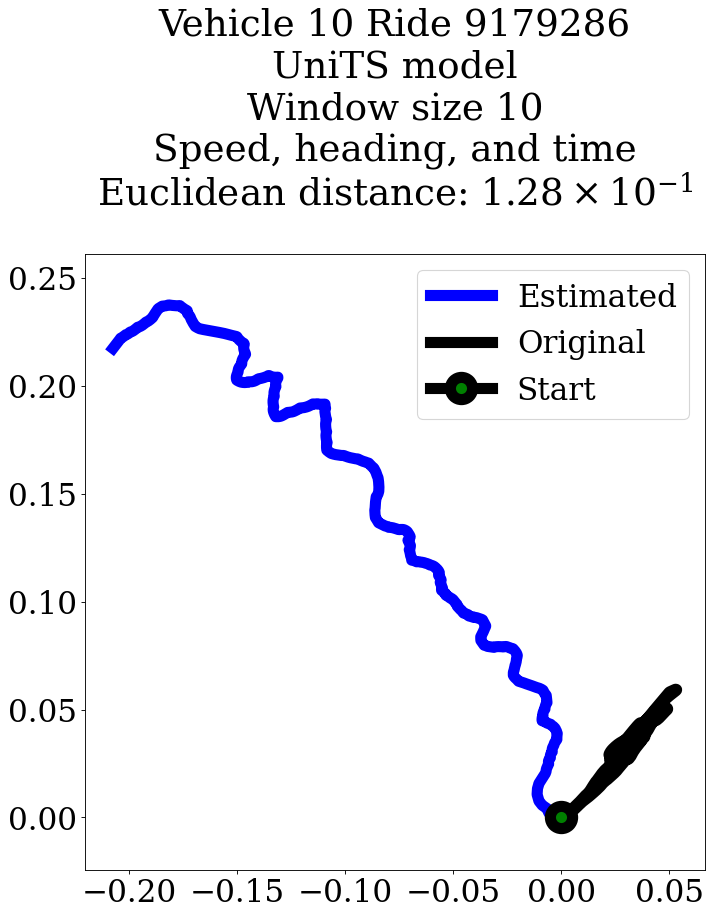 Vehicle 10 Ride 9179286
UniTS model
Window size 10
Speed, heading, and time
Euclidean distance: 1.28 × 10⁻¹
Estimated
Original
Start
0.25
0.20
0.15
0.10
0.05
0.00
−0.20 −0.15 −0.10 −0.05 0.00 0.05